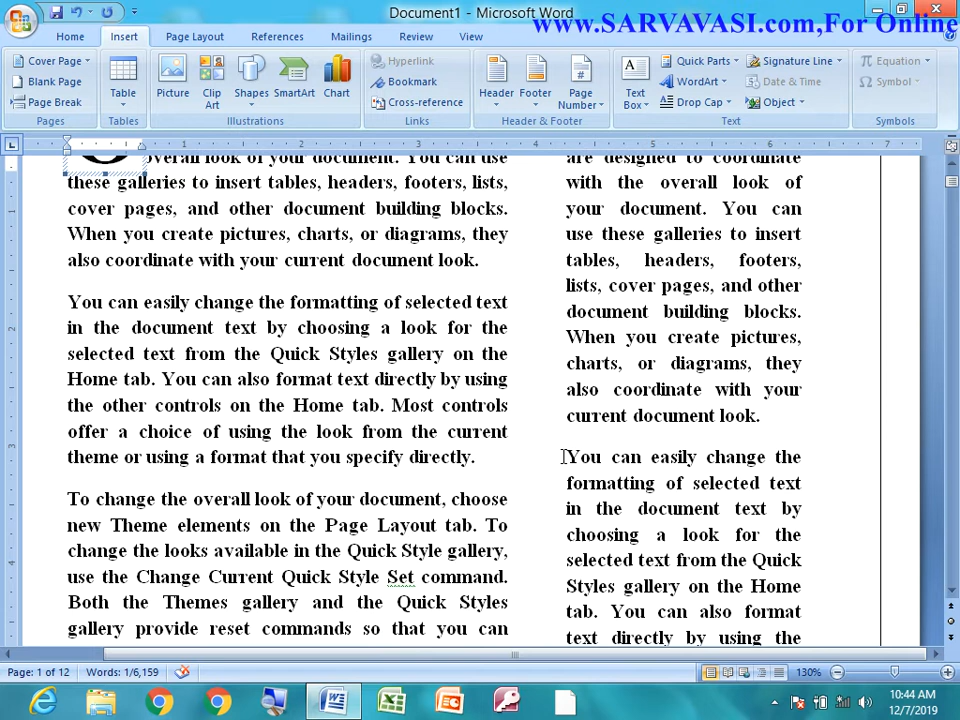 Document1 - Microsoft Word
www.SARVAVASI.com,For Online
Home Insert Page Layout References Mailings Review View
Cover Page
Blank Page
Page Break
Pages
Table
Tables
Picture
Clip Art
Shapes
SmartArt
Chart
Illustrations
Hyperlink
Bookmark
Cross-reference
Links
Header
Footer
Page Number
Header & Footer
Text Box
Quick Parts
WordArt
Drop Cap
Signature Line
Date & Time
Object
Text
Equation
Symbol
Symbols
1 2 3 4 5 6 7
overall look of your document. You can use
these galleries to insert tables, headers, footers, lists,
cover pages, and other document building blocks.
When you create pictures, charts, or diagrams, they
also coordinate with your current document look.
You can easily change the formatting of selected text
in the document text by choosing a look for the
selected text from the Quick Styles gallery on the
Home tab. You can also format text directly by using
the other controls on the Home tab. Most controls
offer a choice of using the look from the current
theme or using a format that you specify directly.
To change the overall look of your document, choose
new Theme elements on the Page Layout tab. To
change the looks available in the Quick Style gallery,
use the Change Current Quick Style Set command.
Both the Themes gallery and the Quick Styles
gallery provide reset commands so that you can
are designed to coordinate
with the overall look of
your document. You can
use these galleries to insert
tables, headers, footers,
lists, cover pages, and other
document building blocks.
When you create pictures,
charts, or diagrams, they
also coordinate with your
current document look.
You can easily change the
formatting of selected text
in the document text by
choosing a look for the
selected text from the Quick
Styles gallery on the Home
tab. You can also format
text directly by using the
Page: 1 of 12 Words: 1/6,159
130%
10:44 AM
12/7/2019